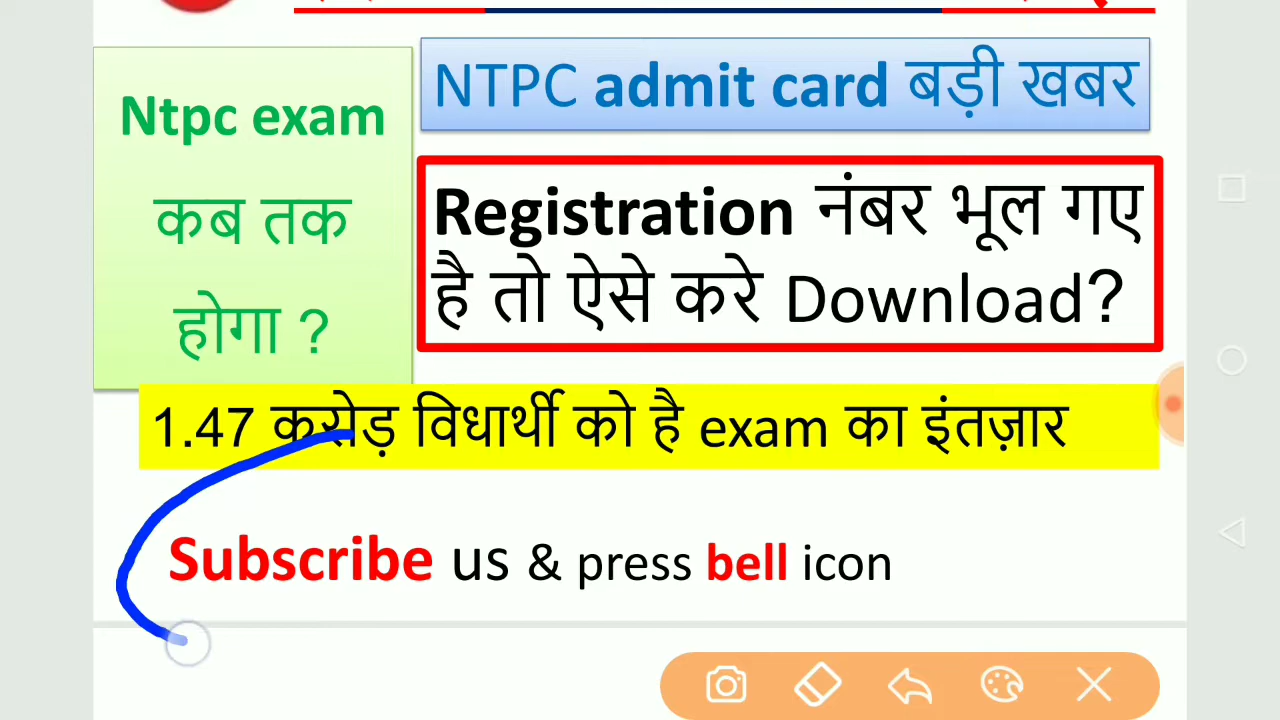 NTPC admit card बड़ी खबर
Ntpc exam
कब तक
होगा ?
Registration नंबर भूल गए
है तो ऐसे करे Download?
1.47 करोड़ विधार्थी को है exam का इंतज़ार
Subscribe us & press bell icon